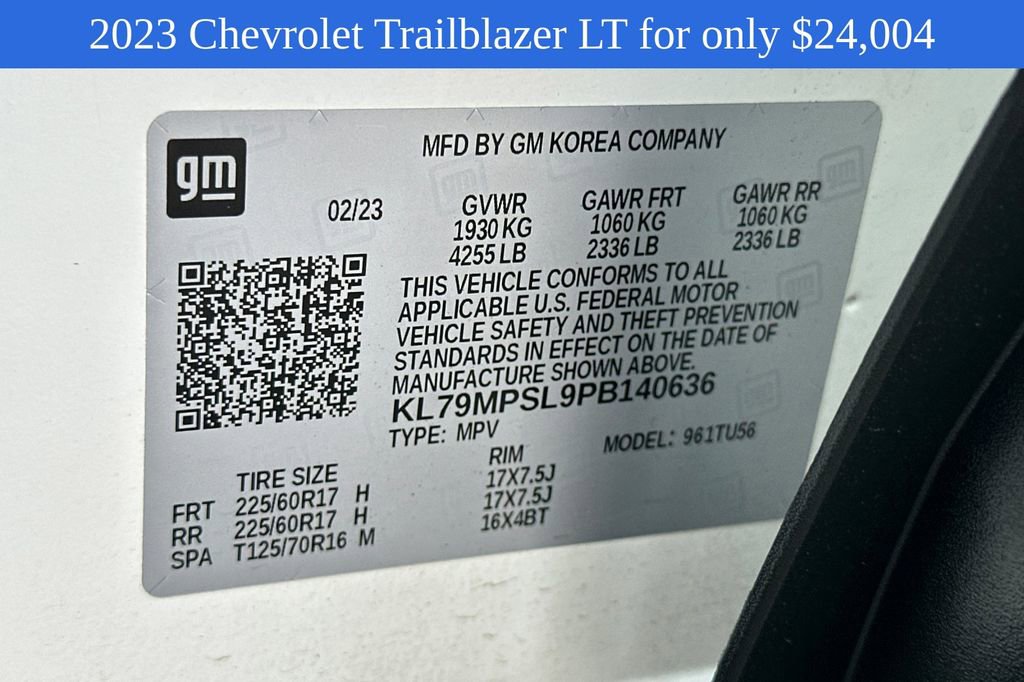 2023 Chevrolet Trailblazer LT for only $24,004
gm
MFD BY GM KOREA COMPANY
02/23
GVWR
1930 KG
4255 LB
GAWR FRT
1060 KG
2336 LB
GAWR RR
1060 KG
2336 LB
THIS VEHICLE CONFORMS TO ALL
APPLICABLE U.S. FEDERAL MOTOR
VEHICLE SAFETY AND THEFT PREVENTION
STANDARDS IN EFFECT ON THE DATE OF
MANUFACTURE SHOWN ABOVE.
KL79MPSL9PB140636
TYPE: MPV
MODEL: 961TU56
TIRE SIZE RIM
FRT 225/60R17 H 17X7.5J
RR 225/60R17 H 17X7.5J
SPA T125/70R16 M 16X4BT